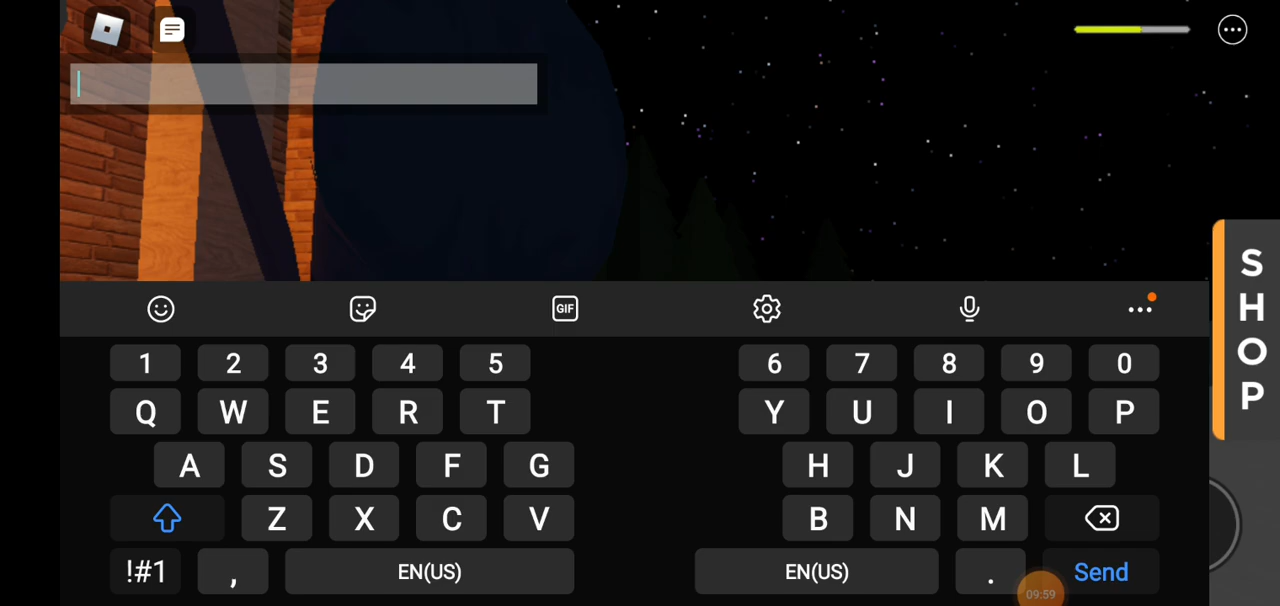 GIF
1 2 3 4 5 6 7 8 9 0
Q W E R T Y U I O P
A S D F G H J K L
Z X C V B N M
!#1 , EN(US) EN(US) . Send
09:59
SHOP